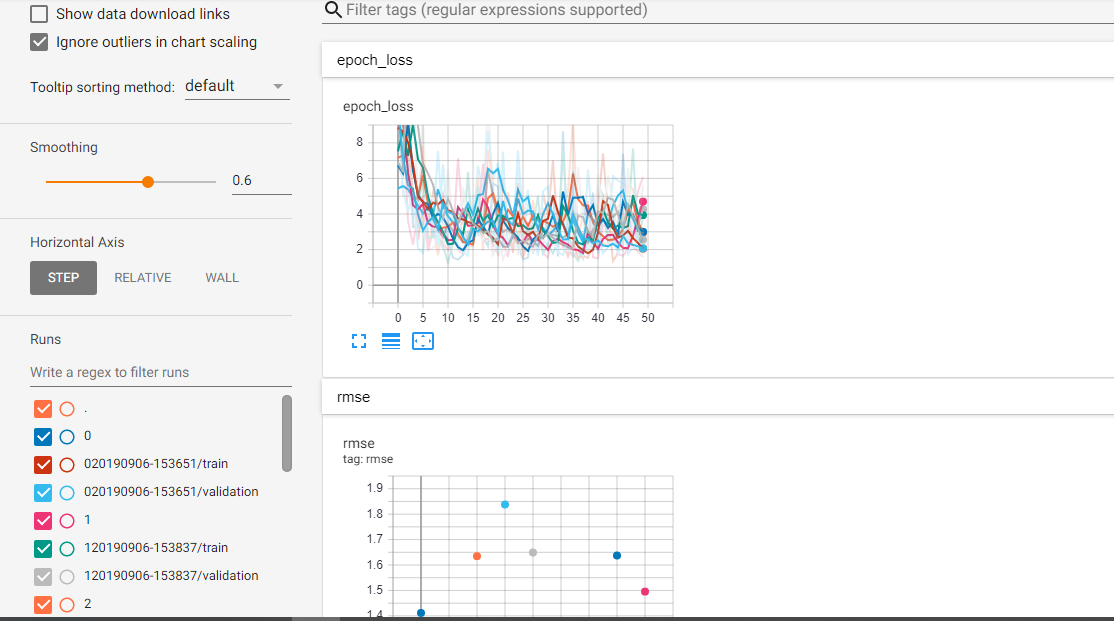 Show data download links
Ignore outliers in chart scaling
Tooltip sorting method: default
Smoothing
0.6
Horizontal Axis
STEP RELATIVE WALL
Runs
Write a regex to filter runs
.
0
020190906-153651/train
020190906-153651/validation
1
120190906-153837/train
120190906-153837/validation
2
Filter tags (regular expressions supported)
epoch_loss
epoch_loss
8
6
4
2
0
0 5 10 15 20 25 30 35 40 45 50
rmse
rmse
tag: rmse
1.9
1.8
1.7
1.6
1.5
1.4